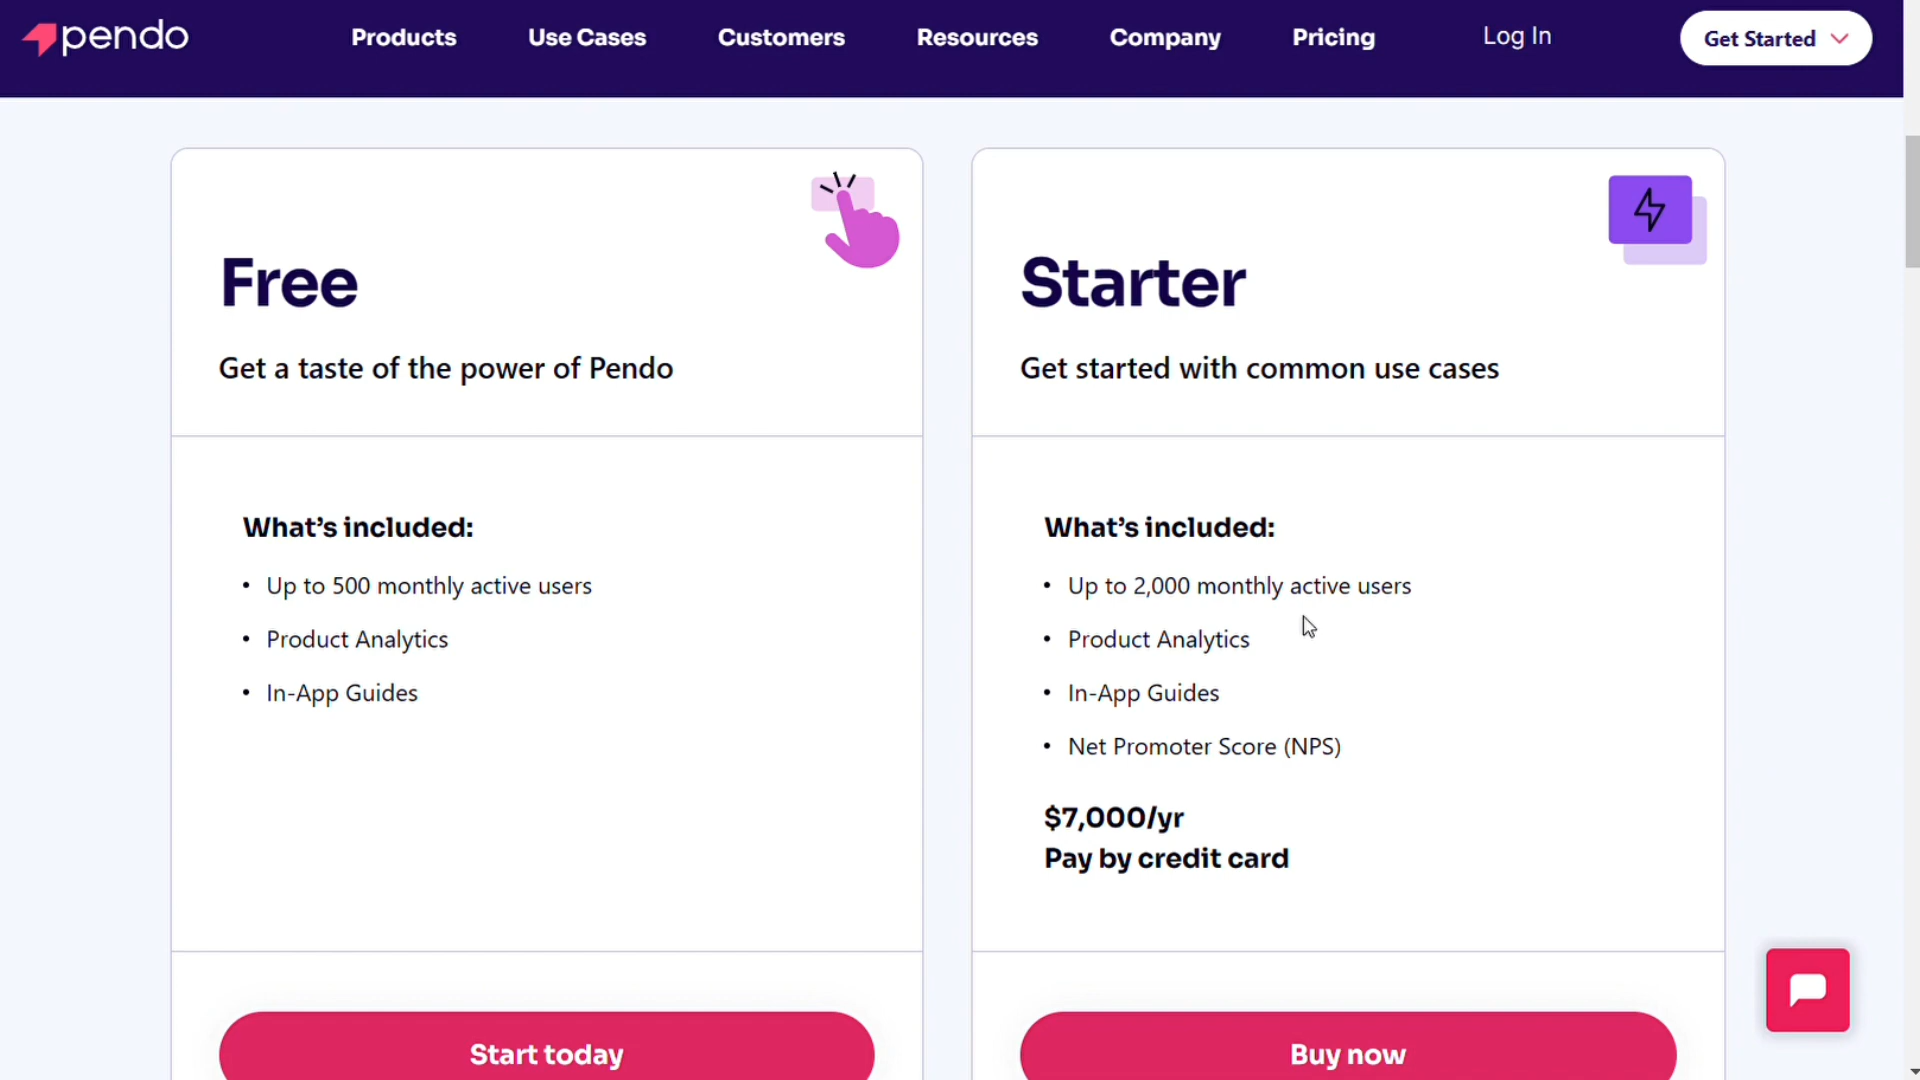 pendo
Products
Use Cases
Customers
Resources
Company
Pricing
Log In
Get Started
Free
Get a taste of the power of Pendo
What's included:
• Up to 500 monthly active users
• Product Analytics
• In-App Guides
Start today
Starter
Get started with common use cases
What's included:
• Up to 2,000 monthly active users
• Product Analytics
• In-App Guides
• Net Promoter Score (NPS)
$7,000/yr
Pay by credit card
Buy now